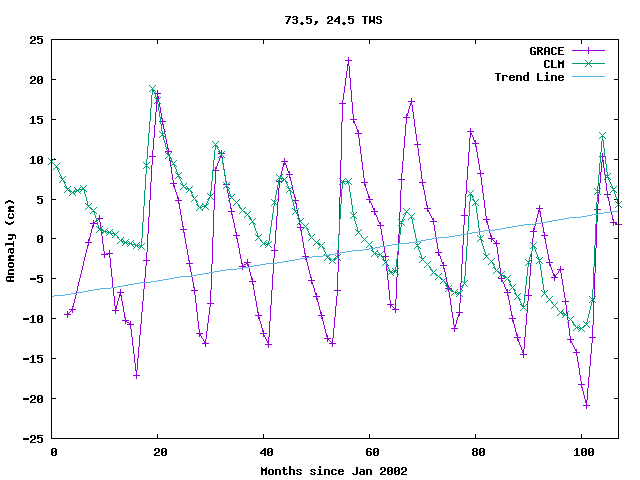 73.5, 24.5 TWS
GRACE
CLM
Trend Line
25
20
15
10
5
0
-5
-10
-15
-20
-25
Anomaly (cm)
0 20 40 60 80 100
Months since Jan 2002